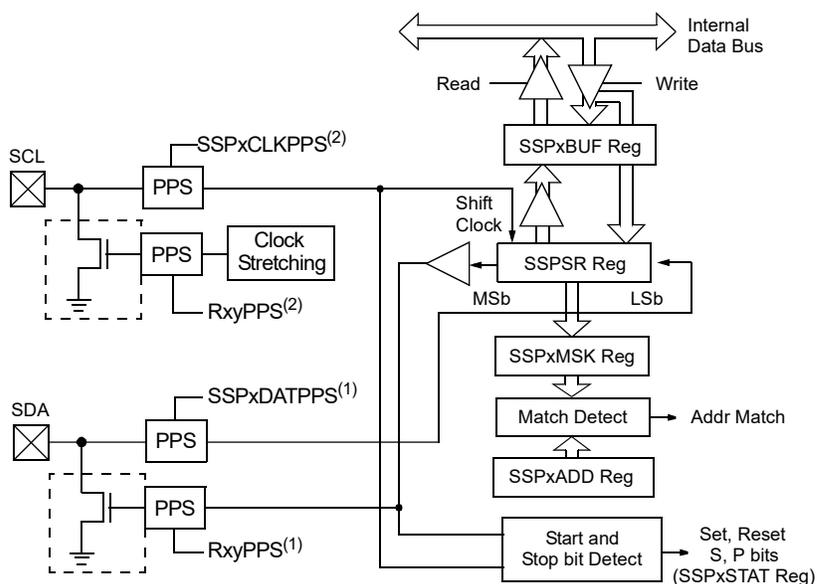 Internal
Data Bus
Read
Write
SSPxBUF Reg
SSPxCLKPPS(2)
SCL
PPS
Shift
Clock
PPS
Clock
Stretching
SSPSR Reg
MSb
LSb
RxyPPS(2)
SSPxMSK Reg
SSPxDATPPS(1)
SDA
PPS
Match Detect
Addr Match
SSPxADD Reg
PPS
RxyPPS(1)
Start and
Stop bit Detect
Set, Reset
S, P bits
(SSPxSTAT Reg)